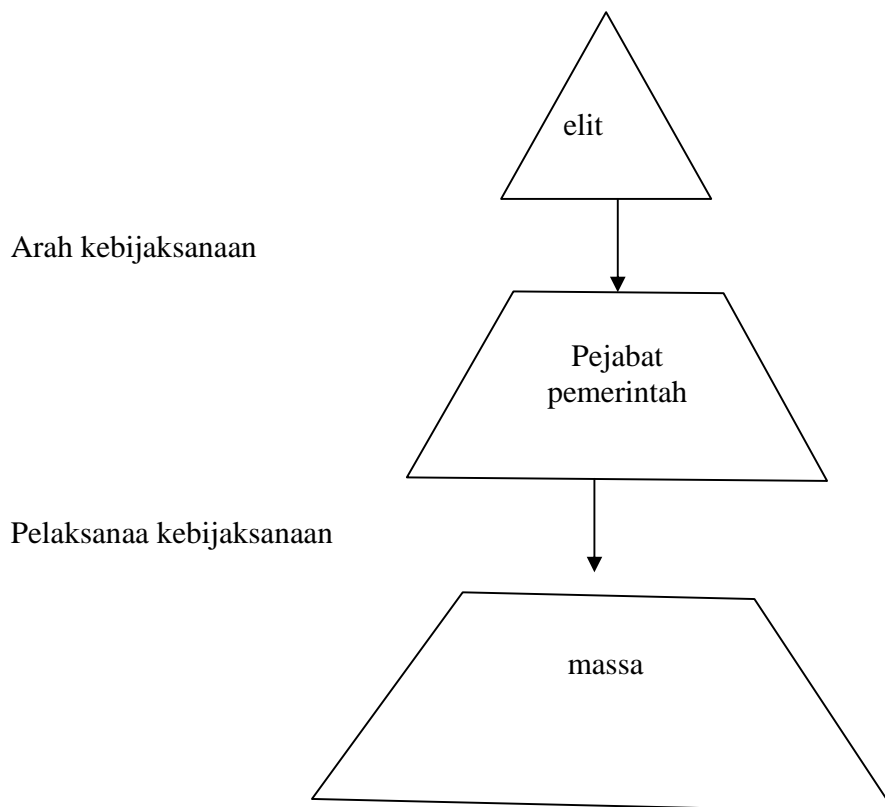 elit
Arah kebijaksanaan
Pejabat
pemerintah
Pelaksanaa kebijaksanaan
massa